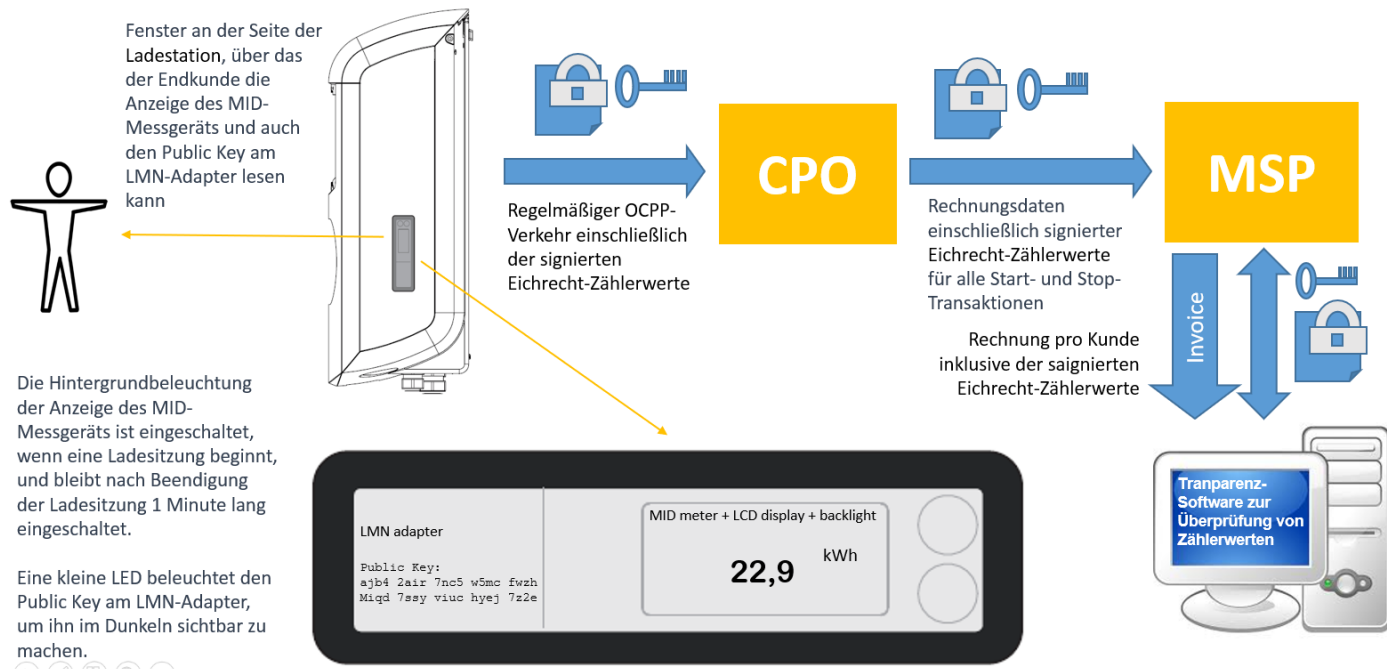 Fenster an der Seite der
Ladestation, über das
der Endkunde die
Anzeige des MID-
Messgeräts und auch
den Public Key am
LMN-Adapter lesen
kann
Regelmäßiger OCPP-
Verkehr einschließlich
der signierten
Eichrecht-Zählerwerte
CPO
Rechnungsdaten
einschließlich signierter
Eichrecht-Zählerwerte
für alle Start- und Stop-
Transaktionen
MSP
Invoice
Rechnung pro Kunde
inklusive der saignierten
Eichrecht-Zählerwerte
Die Hintergrundbeleuchtung
der Anzeige des MID-
Messgeräts ist eingeschaltet,
wenn eine Ladesitzung beginnt,
und bleibt nach Beendigung
der Ladesitzung 1 Minute lang
eingeschaltet.
Eine kleine LED beleuchtet den
Public Key am LMN-Adapter,
um ihn im Dunkeln sichtbar zu
machen.
LMN adapter
Public Key:
ajb4 2air 7nc5 w5mc fwzh
Miqd 7ssy viuc hyej 7z2e
MID meter + LCD display + backlight
22,9 kWh
Tranparenz-
Software zur
Überprüfung von
Zählerwerten